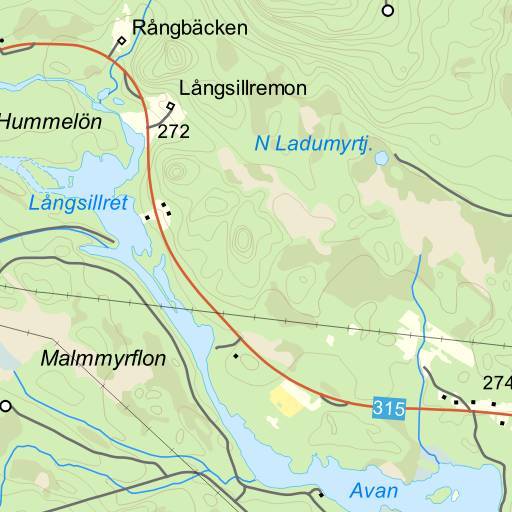 Rångbäcken
Långsillremon
Hummelön
272
N Ladumyrtj.
Långsillret
Malmmyrflon
274
315
Avan